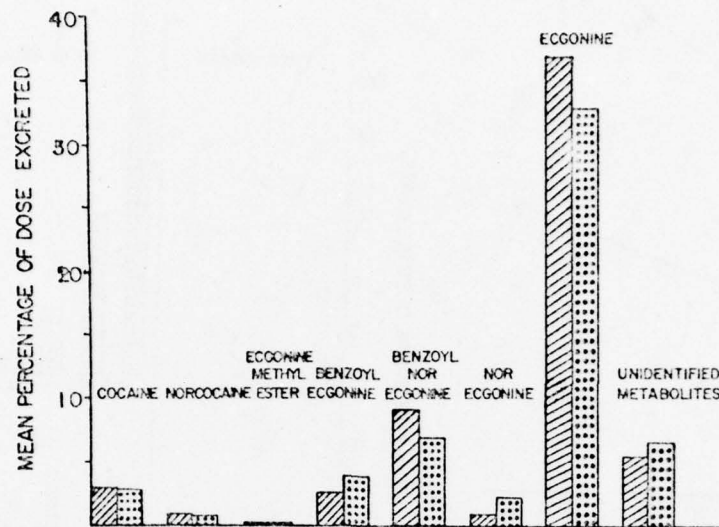 MEAN PERCENTAGE OF DOSE EXCRETED
30
20
10
COCAINE
NORCOCAINE
ECGONINE
METHYL
ESTER
BENZOYL
ECGONINE
BENZOYL
NOR
ECGONINE
NOR
ECGONINE
ECGONINE
UNIDENTIFIED
METABOLITES